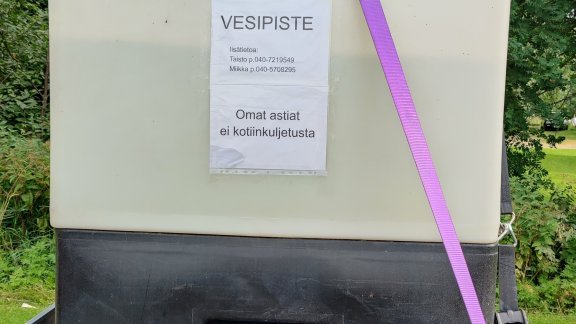 VESIPISTE
lisätietoa:
Taisto p.040-7219549
Miikka p.040-5708295
Omat astiat
ei kotiinkuljetusta